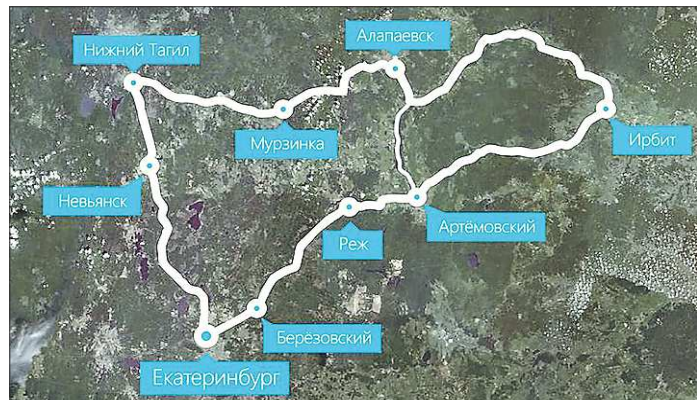 Нижний Тагил
Алапаевск
Мурзинка
Ирбит
Невьянск
Реж
Артёмовский
Берёзовский
Екатеринбург